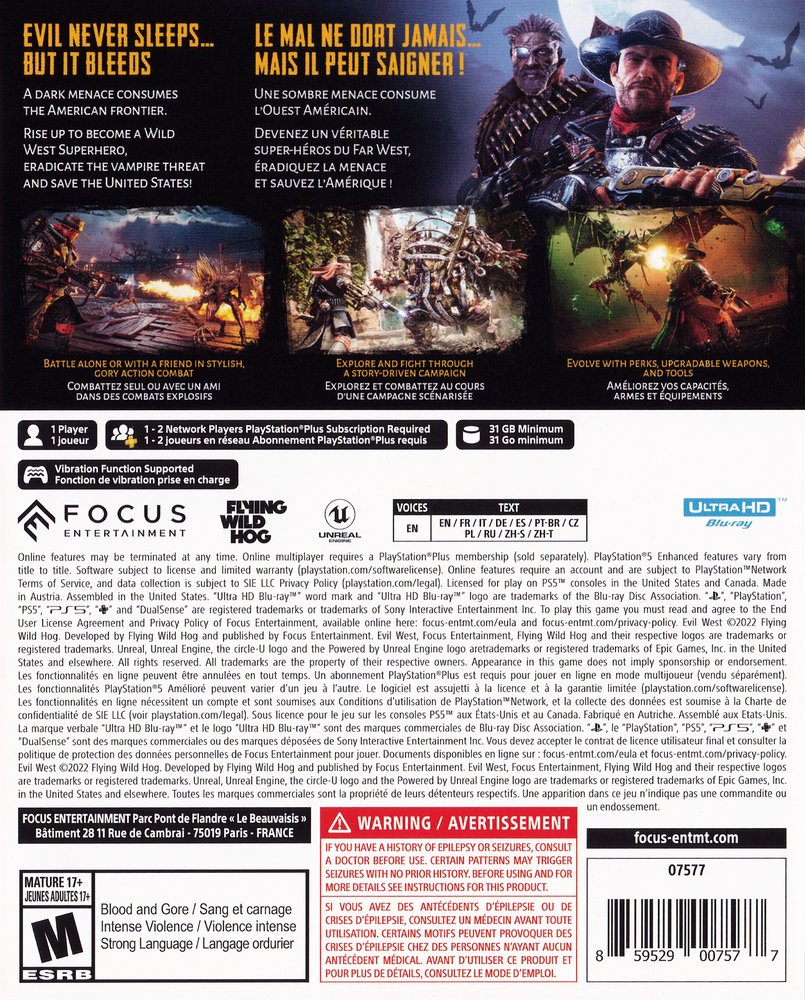 EVIL NEVER SLEEPS...
BUT IT BLEEDS
A DARK MENACE CONSUMES
THE AMERICAN FRONTIER.
RISE UP TO BECOME A WILD
WEST SUPERHERO,
ERADICATE THE VAMPIRE THREAT
AND SAVE THE UNITED STATES!
LE MAL NE DORT JAMAIS...
MAIS IL PEUT SAIGNER !
UNE SOMBRE MENACE CONSUME
L'OUEST AMÉRICAIN.
DEVENEZ UN VÉRITABLE
SUPER-HÉROS DU FAR WEST,
ÉRADIQUEZ LA MENACE
ET SAUVEZ L'AMÉRIQUE !
BATTLE ALONE OR WITH A FRIEND IN STYLISH,
GORY ACTION COMBAT
COMBATTEZ SEUL OU AVEC UN AMI
DANS DES COMBATS EXPLOSIFS
EXPLORE AND FIGHT THROUGH
A STORY-DRIVEN CAMPAIGN
EXPLOREZ ET COMBATTEZ AU COURS
D'UNE CAMPAGNE SCÉNARISÉE
EVOLVE WITH PERKS, UPGRADABLE WEAPONS,
AND TOOLS
AMÉLIOREZ VOS CAPACITÉS,
ARMES ET ÉQUIPEMENTS
1 Player
1 joueur
1 - 2 Network Players PlayStation®Plus Subscription Required
1 - 2 joueurs en réseau Abonnement PlayStation®Plus requis
31 GB Minimum
31 Go minimum
Vibration Function Supported
Fonction de vibration prise en charge
FOCUS
ENTERTAINMENT
FLYING
WILD
HOG
UNREAL
ENGINE
VOICES TEXT
EN EN / FR / IT / DE / ES / PT-BR / CZ
PL / RU / ZH-S / ZH-T
ULTRA HD
Blu-ray™
Online features may be terminated at any time. Online multiplayer requires a PlayStation®Plus membership (sold separately). PlayStation®5 Enhanced features vary from
title to title. Software subject to license and limited warranty (playstation.com/softwarelicense). Online features require an account and are subject to PlayStation™Network
Terms of Service, and data collection is subject to SIE LLC Privacy Policy (playstation.com/legal). Licensed for play on PS5™ consoles in the United States and Canada. Made
in Austria. Assembled in the United States. "Ultra HD Blu-ray™" word mark and "Ultra HD Blu-ray™" logo are trademarks of the Blu-ray Disc Association. " ", "PlayStation",
"PS5", "PS5", " " and "DualSense" are registered trademarks or trademarks of Sony Interactive Entertainment Inc. To play this game you must read and agree to the End
User License Agreement and Privacy Policy of Focus Entertainment, available online here: focus-entmt.com/eula and focus-entmt.com/privacy-policy. Evil West ©2022 Flying
Wild Hog. Developed by Flying Wild Hog and published by Focus Entertainment. Evil West, Focus Entertainment, Flying Wild Hog and their respective logos are trademarks or
registered trademarks. Unreal, Unreal Engine, the circle-U logo and the Powered by Unreal Engine logo aretrademarks or registered trademarks of Epic Games, Inc. in the United
States and elsewhere. All rights reserved. All trademarks are the property of their respective owners. Appearance in this game does not imply sponsorship or endorsement.
Les fonctionnalités en ligne peuvent être annulées en tout temps. Un abonnement PlayStation®Plus est requis pour jouer en ligne en mode multijoueur (vendu séparément).
Les fonctionnalités PlayStation®5 Amélioré peuvent varier d'un jeu à l'autre. Le logiciel est assujetti à la licence et à la garantie limitée (playstation.com/softwarelicense).
Les fonctionnalités en ligne nécessitent un compte et sont soumises aux Conditions d'utilisation de PlayStation™Network, et la collecte des données est soumise à la Charte de
confidentialité de SIE LLC (voir playstation.com/legal). Sous licence pour le jeu sur les consoles PS5™ aux États-Unis et au Canada. Fabriqué en Autriche. Assemblé aux Etats-Unis.
La marque verbale "Ultra HD Blu-ray™" et le logo "Ultra HD Blu-ray™" sont des marques commerciales de Blu-ray Disc Association. " ", le "PlayStation", "PS5", "PS5", " " et
"DualSense" sont des marques commerciales ou des marques déposées de Sony Interactive Entertainment Inc. Vous devez accepter le contrat de licence utilisateur final et consulter la
politique de protection des données personnelles de Focus Entertainment pour jouer. Documents disponibles en ligne sur : focus-entmt.com/eula et focus-entmt.com/privacy-policy.
Evil West ©2022 Flying Wild Hog. Developed by Flying Wild Hog and published by Focus Entertainment. Evil West, Focus Entertainment, Flying Wild Hog and their respective logos
are trademarks or registered trademarks. Unreal, Unreal Engine, the circle-U logo and the Powered by Unreal Engine logo are trademarks or registered trademarks of Epic Games, Inc.
in the United States and elsewhere. Toutes les marques commerciales sont la propriété de leurs détenteurs respectifs. Une apparition dans ce jeu n'indique pas une commandite ou
un endossement.
FOCUS ENTERTAINMENT Parc Pont de Flandre « Le Beauvaisis »
Bâtiment 28 11 Rue de Cambrai - 75019 Paris - FRANCE
WARNING / AVERTISSEMENT
IF YOU HAVE A HISTORY OF EPILEPSY OR SEIZURES, CONSULT
A DOCTOR BEFORE USE. CERTAIN PATTERNS MAY TRIGGER
SEIZURES WITH NO PRIOR HISTORY. BEFORE USING AND FOR
MORE DETAILS SEE INSTRUCTIONS FOR THIS PRODUCT.
SI VOUS AVEZ DES ANTÉCÉDENTS D'ÉPILEPSIE OU DE
CRISES D'ÉPILEPSIE, CONSULTEZ UN MÉDECIN AVANT TOUTE
UTILISATION. CERTAINS MOTIFS PEUVENT PROVOQUER DES
CRISES D'ÉPILEPSIE CHEZ DES PERSONNES N'AYANT AUCUN
ANTÉCÉDENT MÉDICAL. AVANT D'UTILISER CE PRODUIT ET
POUR PLUS DE DÉTAILS, CONSULTEZ LE MODE D'EMPLOI.
focus-entmt.com
07577
8 59529 00757 7
MATURE 17+
JEUNES ADULTES 17+
M
ESRB
Blood and Gore / Sang et carnage
Intense Violence / Violence intense
Strong Language / Langage ordurier